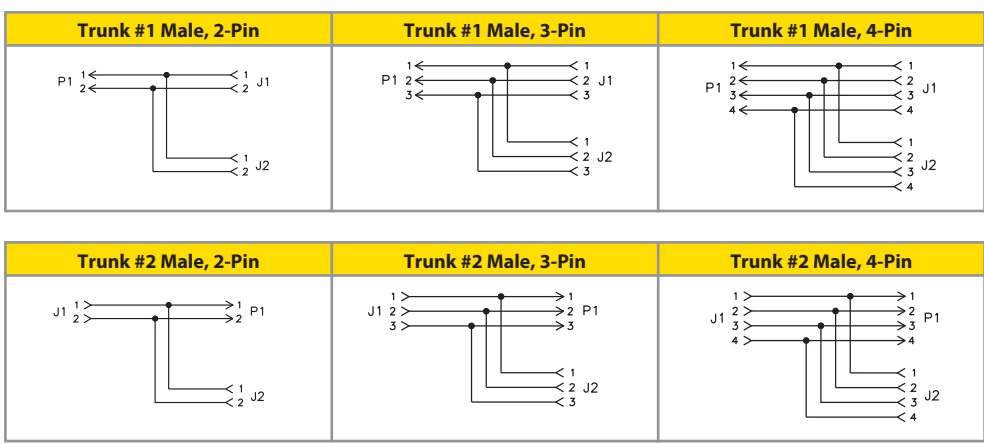 Trunk #1 Male, 2-Pin
P1 1 1 J1
2 2
1 J2
2
Trunk #1 Male, 3-Pin
1 1
P1 2 2 J1
3 3
1
2 J2
3
Trunk #1 Male, 4-Pin
1 1
P1 2 2 J1
3 3
4 4
1
2 J2
3
4
Trunk #2 Male, 2-Pin
J1 1 1 P1
2 2
1 J2
2
Trunk #2 Male, 3-Pin
1 1
J1 2 2 P1
3 3
1
2 J2
3
Trunk #2 Male, 4-Pin
1 1
J1 2 2 P1
3 3
4 4
1
2 J2
3
4